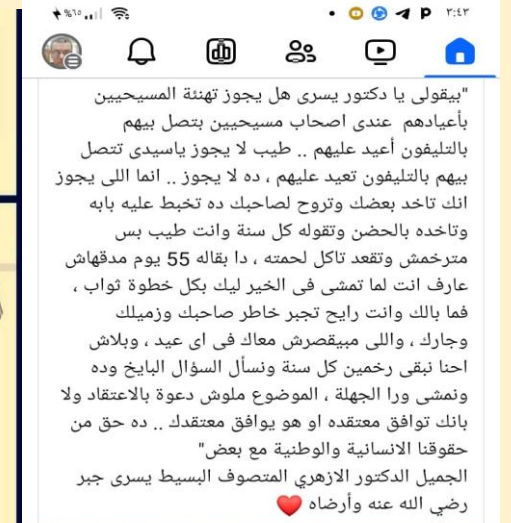 %٦٥ ٣:٤٣
"بيقولى يا دكتور يسرى هل يجوز تهنئة المسيحيين
بأعيادهم عندى اصحاب مسيحيين بتصل بيهم
بالتليفون أعيد عليهم .. طيب لا يجوز ياسيدى تتصل
بيهم بالتليفون تعيد عليهم ، ده لا يجوز .. انما اللى يجوز
انك تاخد بعضك وتروح لصاحبك ده تخبط عليه بابه
وتاخده بالحضن وتقوله كل سنة وانت طيب بس
مترخمش وتقعد تاكل لحمته ، دا بقاله 55 يوم مدقهاش
عارف انت لما تمشى فى الخير ليك بكل خطوة ثواب ،
فما بالك وانت رايح تجبر خاطر صاحبك وزميلك
وجارك ، واللى مبيقصرش معاك فى اى عيد ، وبلاش
احنا نبقى رخمين كل سنة ونسأل السؤال البايخ وده
ونمشى ورا الجهلة ، الموضوع ملوش دعوة بالاعتقاد ولا
بانك توافق معتقده او هو يوافق معتقدك .. ده حق من
حقوقنا الانسانية والوطنية مع بعض"
الجميل الدكتور الازهري المتصوف البسيط يسرى جبر
رضي الله عنه وأرضاه ❤️